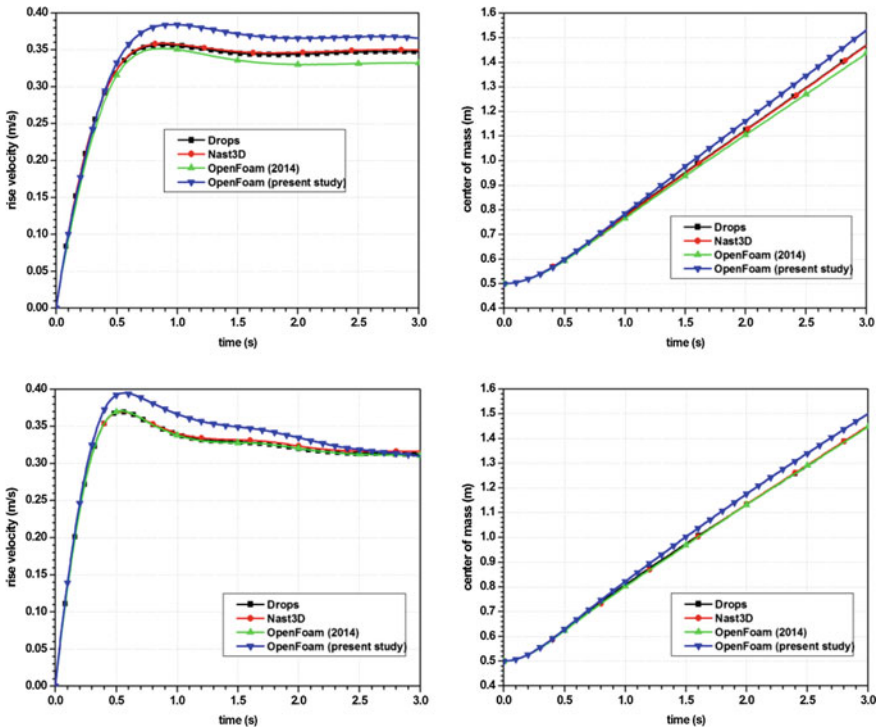 0.40
0.35
0.30
0.25
0.20
0.15
0.10
0.05
0.00
rise velocity (m/s)
Drops
Nast3D
OpenFoam (2014)
OpenFoam (present study)
0.0 0.5 1.0 1.5 2.0 2.5 3.0
time (s)
1.6
1.5
1.4
1.3
1.2
1.1
1.0
0.9
0.8
0.7
0.6
0.5
0.4
center of mass (m)
Drops
Nast3D
OpenFoam (2014)
OpenFoam (present study)
0.0 0.5 1.0 1.5 2.0 2.5 3.0
time (s)
0.40
0.35
0.30
0.25
0.20
0.15
0.10
0.05
0.00
rise velocity (m/s)
Drops
Nast3D
OpenFoam (2014)
OpenFoam (present study)
0.0 0.5 1.0 1.5 2.0 2.5 3.0
time (s)
1.6
1.5
1.4
1.3
1.2
1.1
1.0
0.9
0.8
0.7
0.6
0.5
0.4
center of mass (m)
Drops
Nast3D
OpenFoam (2014)
OpenFoam (present study)
0.0 0.5 1.0 1.5 2.0 2.5 3.0
time (s)